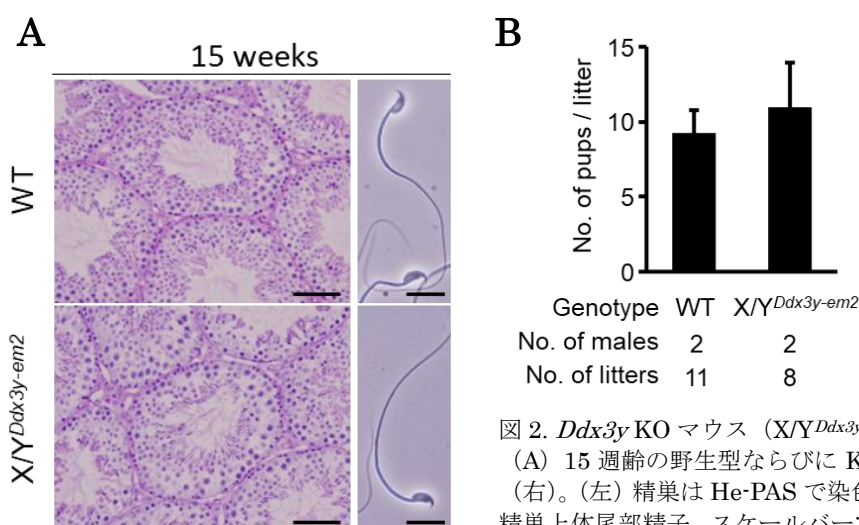 A
15 weeks
WT
X/Y^Ddx3y-em2
B
No. of pups / litter
15
10
5
0
Genotype WT X/Y^Ddx3y-em2
No. of males 2 2
No. of litters 11 8
図 2. Ddx3y KO マウス（X/Y^Ddx3y
（A）15 週齢の野生型ならびに K
（右）。（左）精巣は He-PAS で染色
精巣上体尾部精子 スケールバー